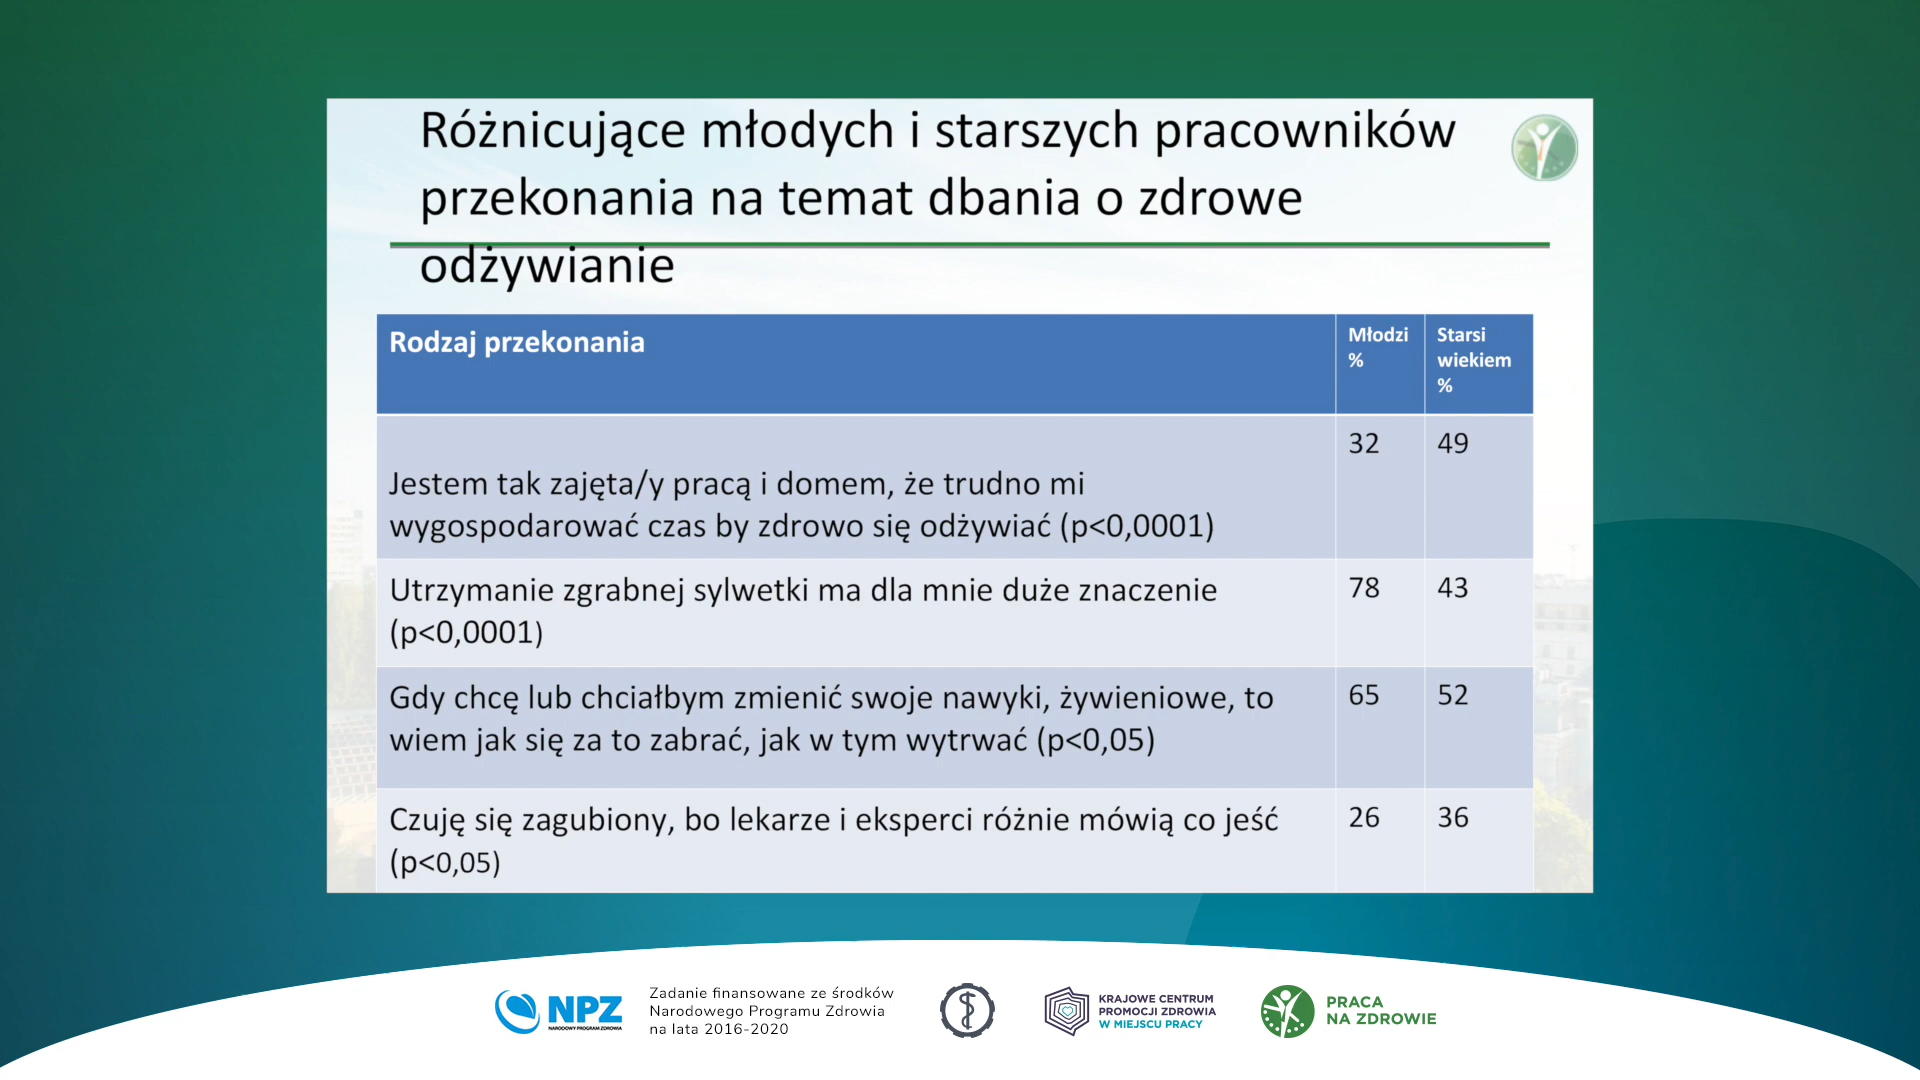 Różnicujące młodych i starszych pracowników
przekonania na temat dbania o zdrowe
odżywianie
Rodzaj przekonania
Młodzi
%
Starsi
wiekiem
%
Jestem tak zajęta/y pracą i domem, że trudno mi
wygospodarować czas by zdrowo się odżywiać (p<0,0001)
32
49
Utrzymanie zgrabnej sylwetki ma dla mnie duże znaczenie
(p<0,0001)
78
43
Gdy chcę lub chciałbym zmienić swoje nawyki, żywieniowe, to
wiem jak się za to zabrać, jak w tym wytrwać (p<0,05)
65
52
Czuję się zagubiony, bo lekarze i eksperci różnie mówią co jeść
(p<0,05)
26
36
NPZ
NARODOWY PROGRAM ZDROWIA
Zadanie finansowane ze środków
Narodowego Programu Zdrowia
na lata 2016-2020
KRAJOWE CENTRUM
PROMOCJI ZDROWIA
W MIEJSCU PRACY
PRACA
NA ZDROWIE